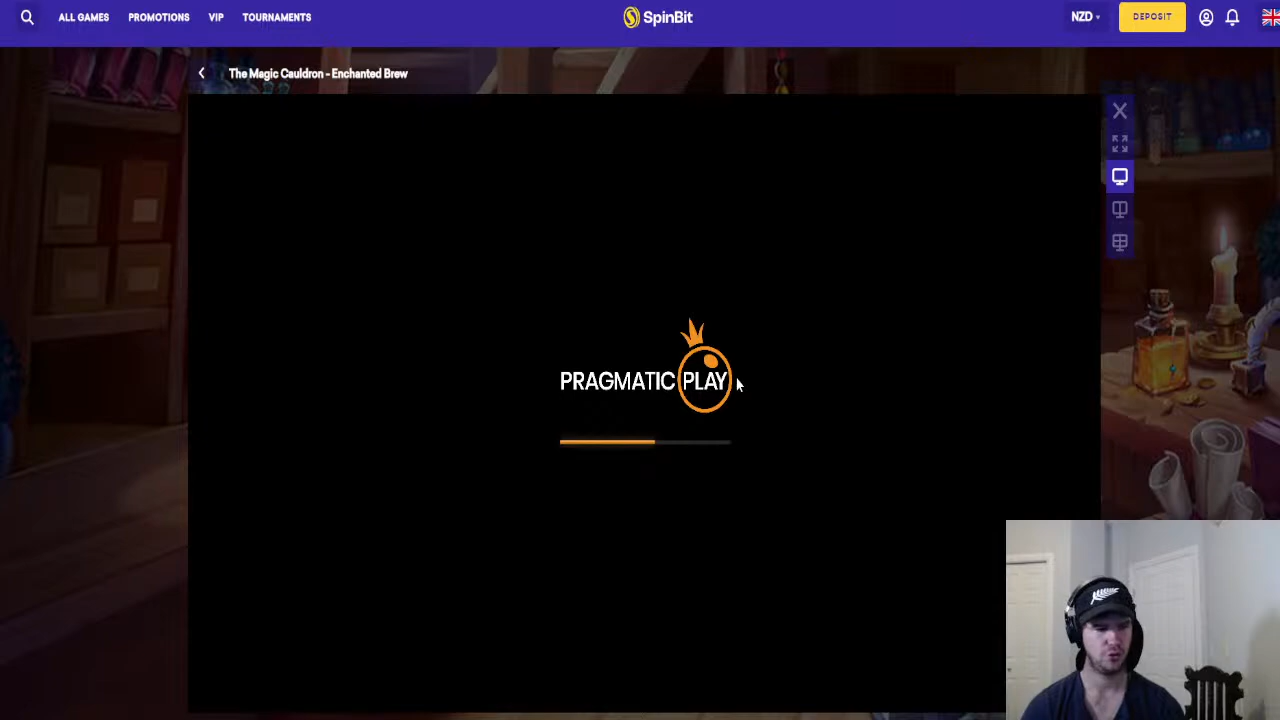 ALL GAMES PROMOTIONS VIP TOURNAMENTS SpinBit NZD DEPOSIT
The Magic Cauldron - Enchanted Brew
PRAGMATIC PLAY